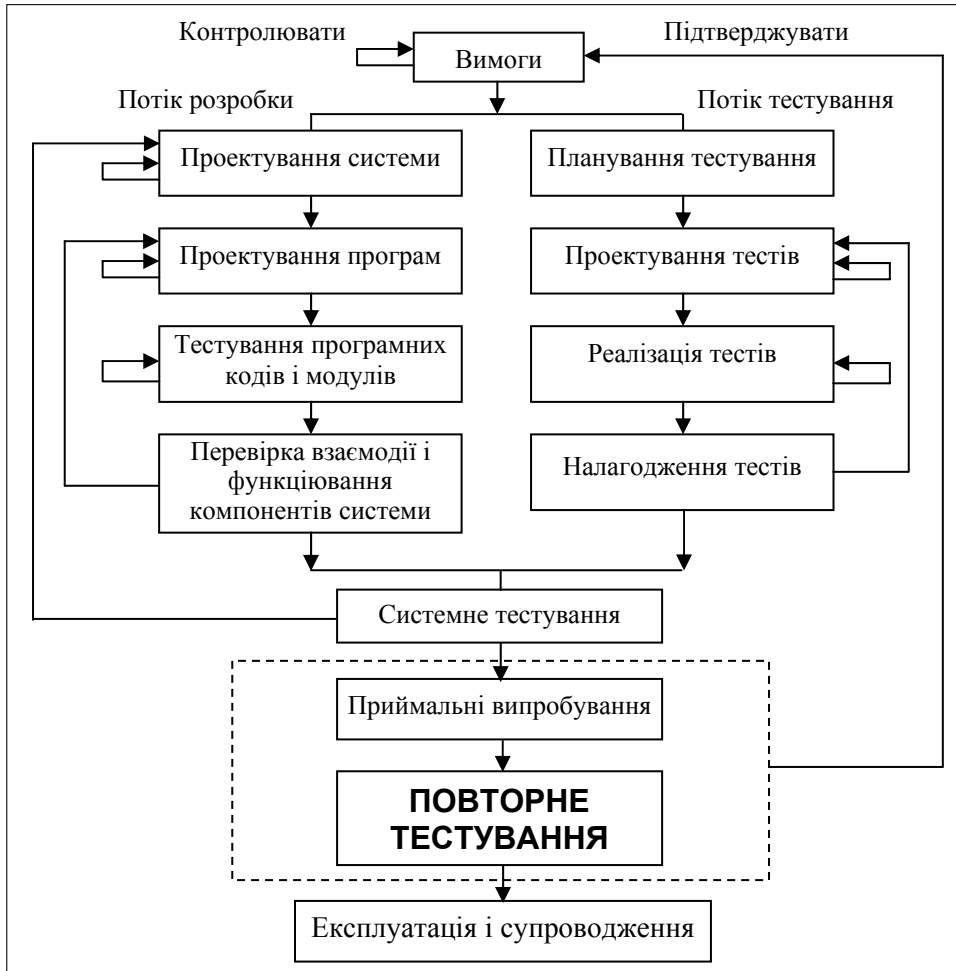 Контролювати
Підтверджувати
Вимоги
Потік розробки
Потік тестування
Проектування системи
Планування тестування
Проектування програм
Проектування тестів
Тестування програмних
кодів і модулів
Реалізація тестів
Перевірка взаємодії і
функціювання
компонентів системи
Налагодження тестів
Системне тестування
Приймальні випробування
ПОВТОРНЕ
ТЕСТУВАННЯ
Експлуатація і супроводження